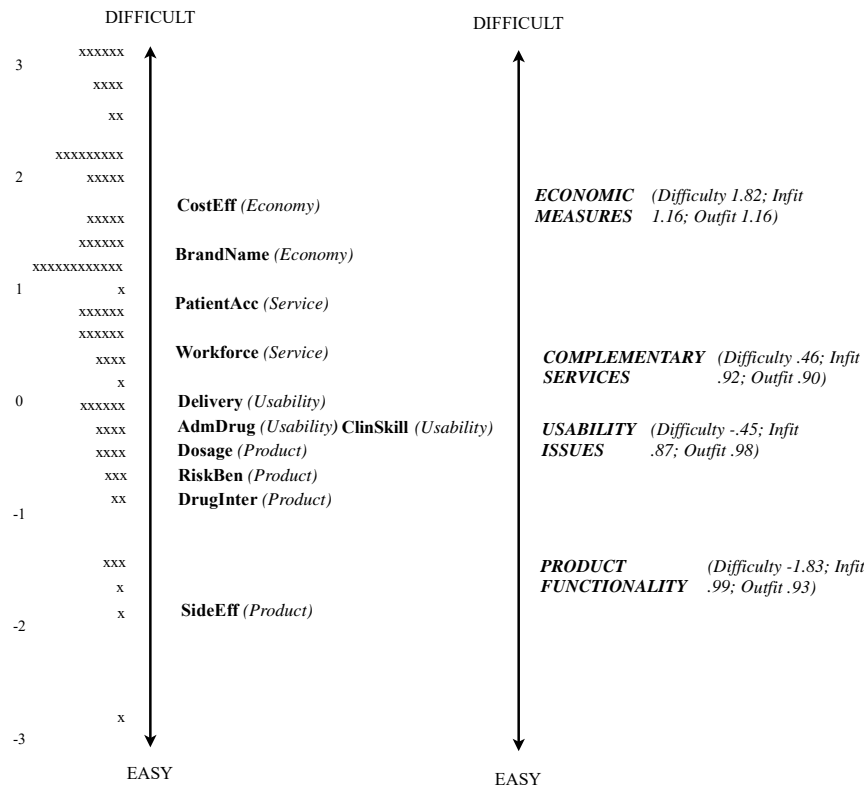 DIFFICULT
DIFFICULT
xxxxxx
3
xxxx
xx
xxxxxxxxx
2
xxxxx
CostEff (Economy)
ECONOMIC (Difficulty 1.82; Infit
MEASURES 1.16; Outfit 1.16)
xxxxx
xxxxxx
BrandName (Economy)
xxxxxxxxxxxx
1
x
PatientAcc (Service)
xxxxxx
xxxxxx
Workforce (Service)
xxxx
COMPLEMENTARY (Difficulty .46; Infit
SERVICES .92; Outfit .90)
x
0
xxxxxx
Delivery (Usability)
xxxx
AdmDrug (Usability) ClinSkill (Usability)
USABILITY (Difficulty -.45; Infit
ISSUES .87; Outfit .98)
xxxx
Dosage (Product)
xxx
RiskBen (Product)
xx
DrugInter (Product)
-1
xxx
PRODUCT (Difficulty -1.83; Infit
FUNCTIONALITY .99; Outfit .93)
x
x
SideEff (Product)
-2
x
-3
EASY
EASY